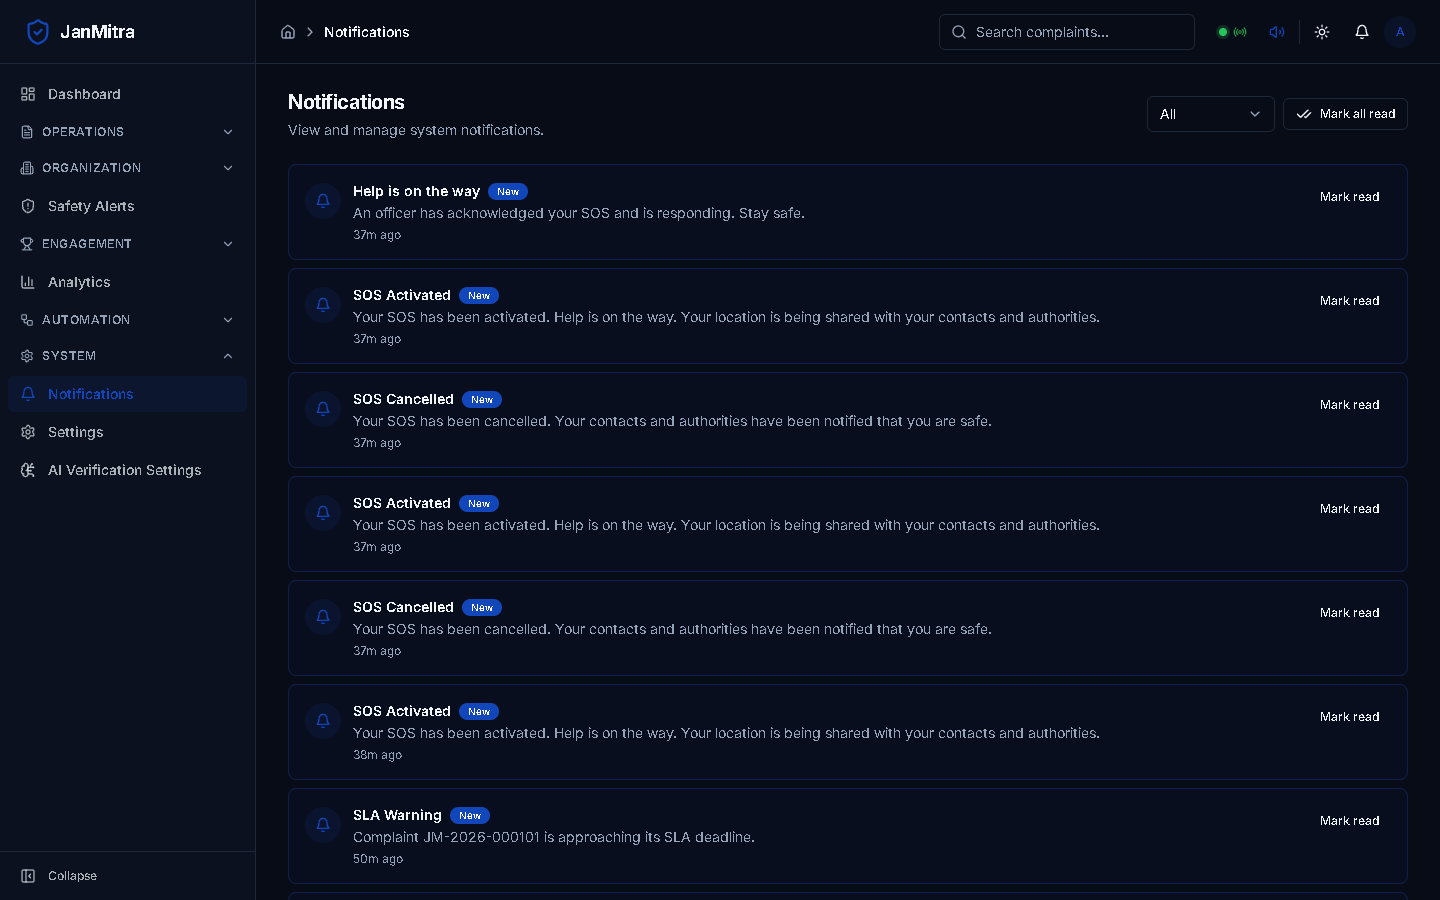 JanMitra
Notifications
Search complaints...
A
Dashboard
OPERATIONS
ORGANIZATION
Safety Alerts
ENGAGEMENT
Analytics
AUTOMATION
SYSTEM
Notifications
Settings
AI Verification Settings
Collapse
Notifications
View and manage system notifications.
All
Mark all read
Help is on the way New
Mark read
An officer has acknowledged your SOS and is responding. Stay safe.
37m ago
SOS Activated New
Mark read
Your SOS has been activated. Help is on the way. Your location is being shared with your contacts and authorities.
37m ago
SOS Cancelled New
Mark read
Your SOS has been cancelled. Your contacts and authorities have been notified that you are safe.
37m ago
SOS Activated New
Mark read
Your SOS has been activated. Help is on the way. Your location is being shared with your contacts and authorities.
37m ago
SOS Cancelled New
Mark read
Your SOS has been cancelled. Your contacts and authorities have been notified that you are safe.
37m ago
SOS Activated New
Mark read
Your SOS has been activated. Help is on the way. Your location is being shared with your contacts and authorities.
38m ago
SLA Warning New
Mark read
Complaint JM-2026-000101 is approaching its SLA deadline.
50m ago